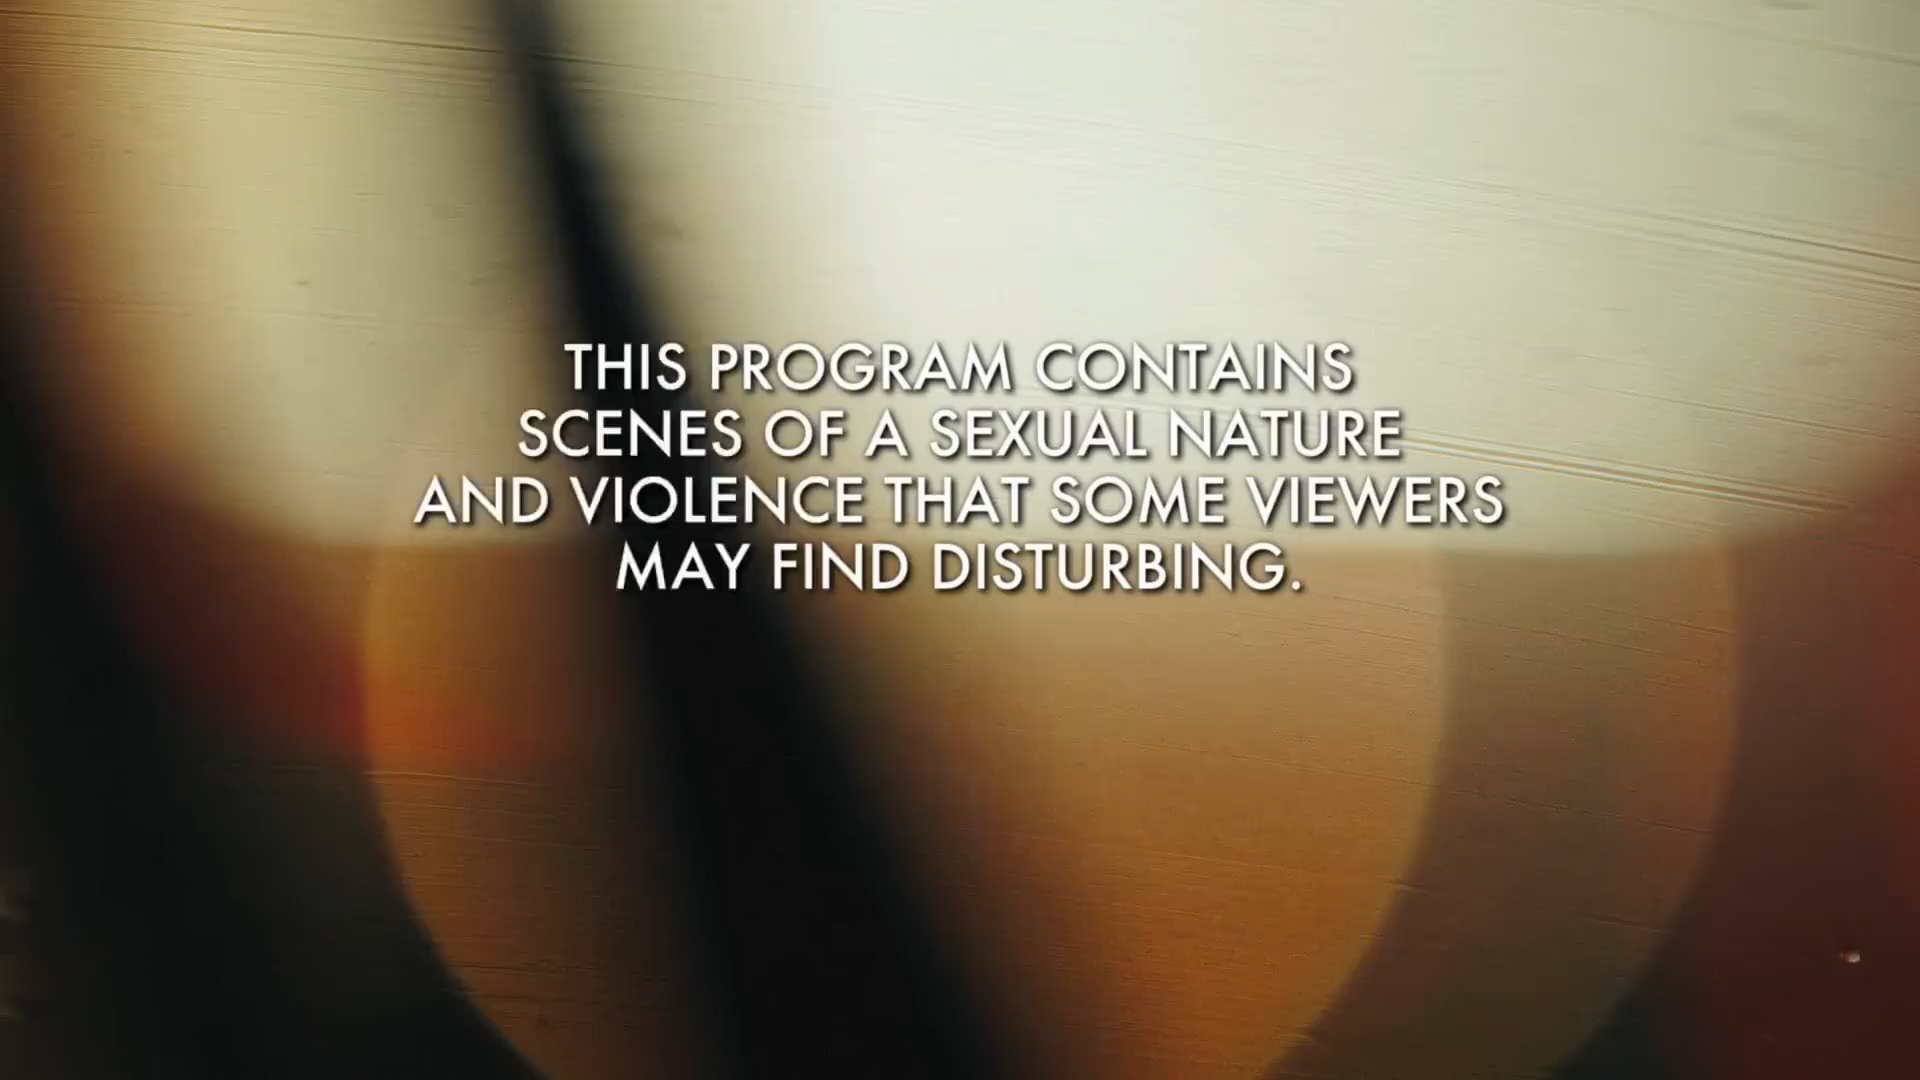 THIS PROGRAM CONTAINS
SCENES OF A SEXUAL NATURE
AND VIOLENCE THAT SOME VIEWERS
MAY FIND DISTURBING.